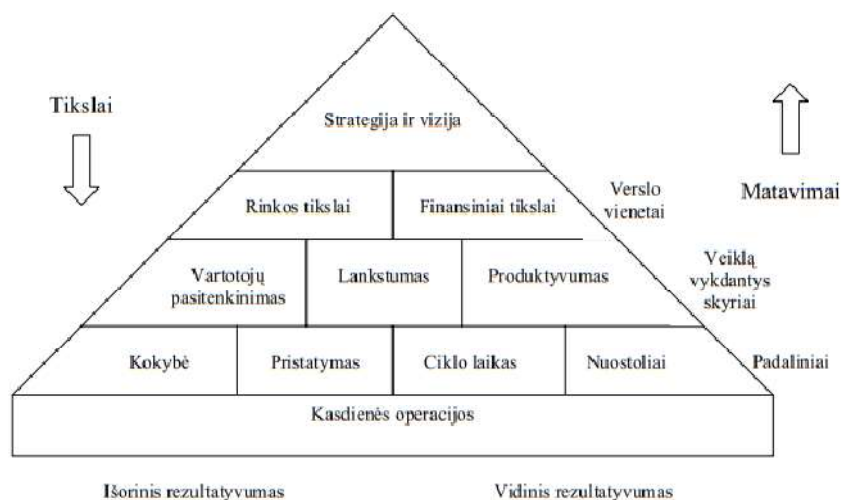 Tikslai
Strategija ir vizija
Matavimai
Rinkos tikslai
Finansiniai tikslai
Verslo
vienetai
Vartotojų
pasitenkinimas
Lankstumas
Produktyvumas
Veiklą
vykdantys
skyriai
Kokybė
Pristatymas
Ciklo laikas
Nuostoliai
Padaliniai
Kasdienės operacijos
Išorinis rezultatyvumas
Vidinis rezultatyvumas